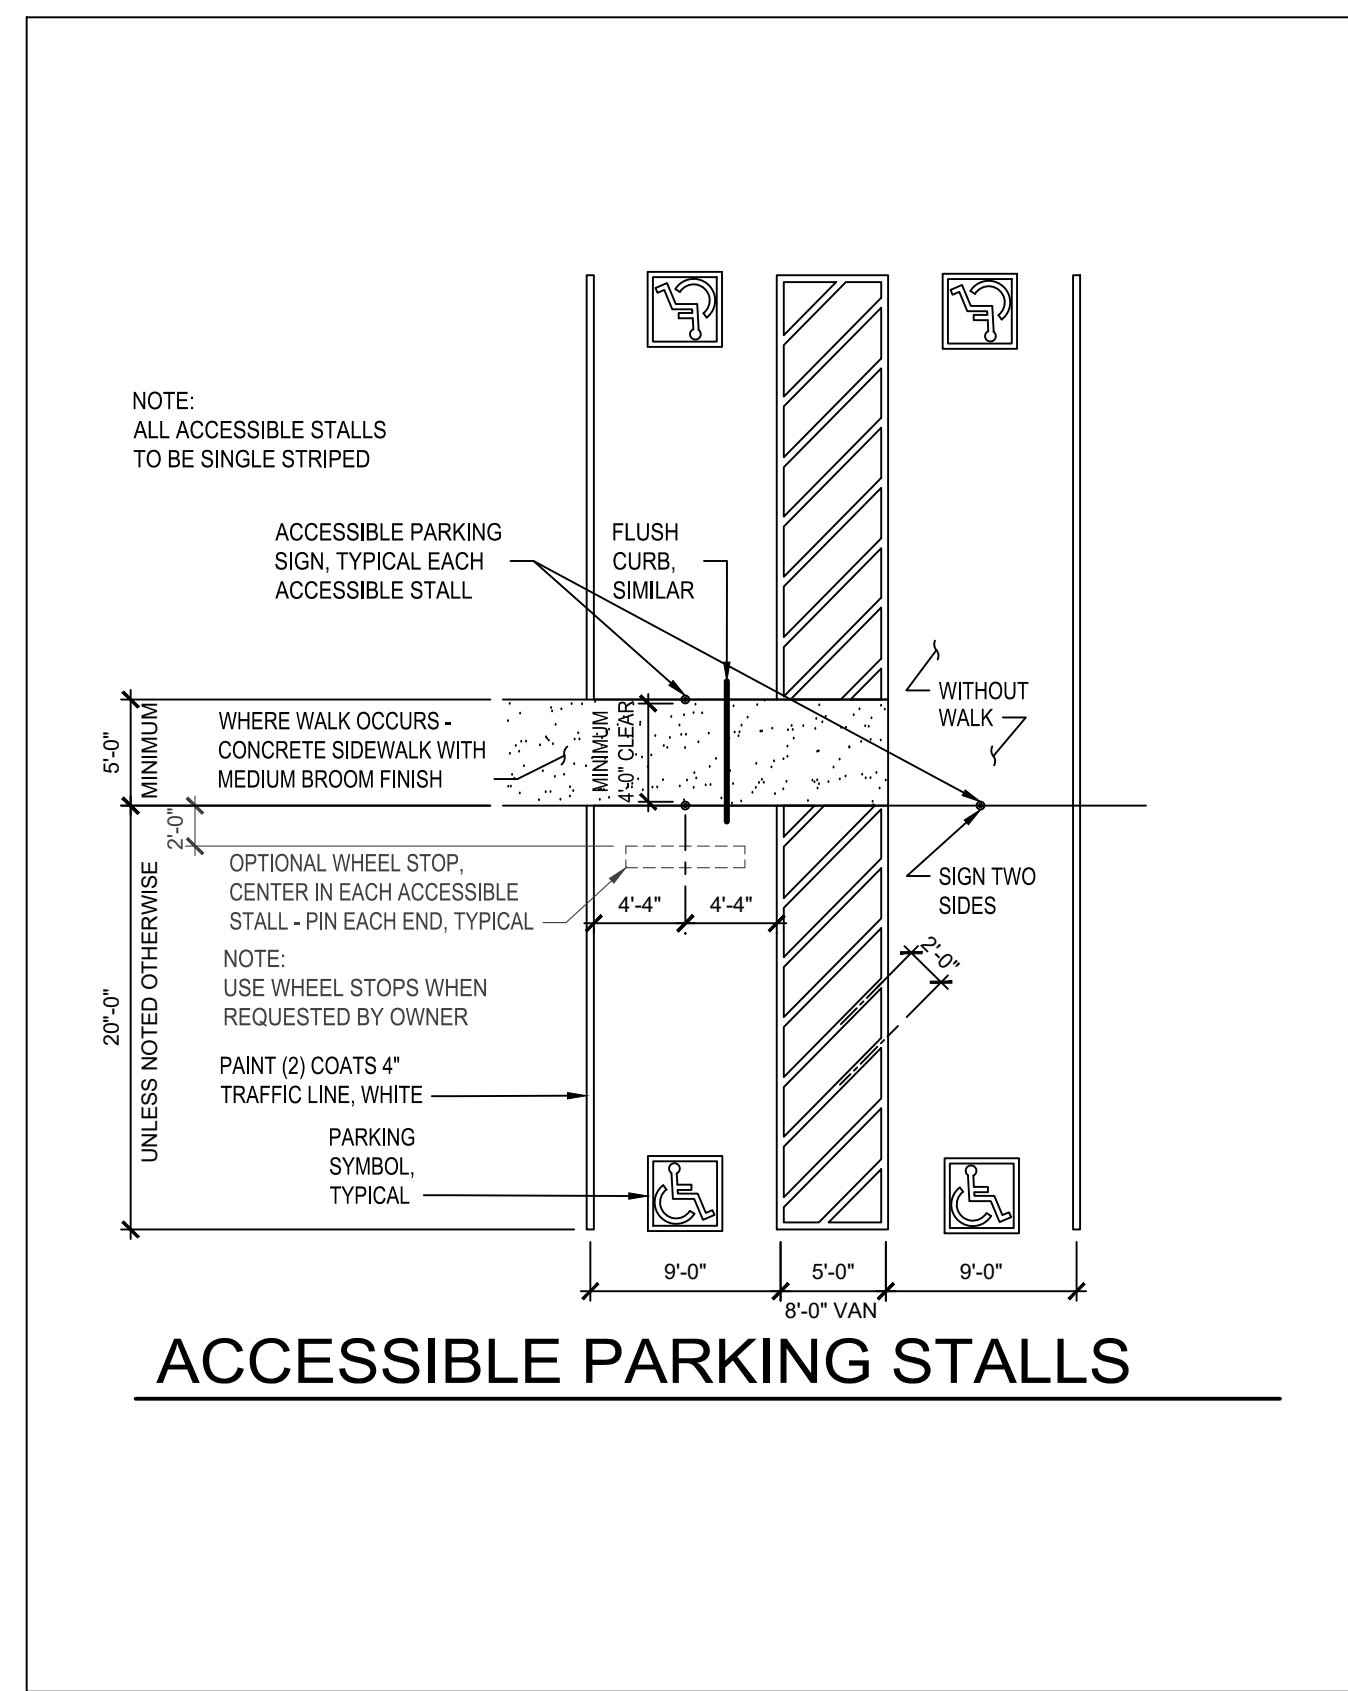 NOTE:
ALL ACCESSIBLE STALLS
TO BE SINGLE STRIPED
ACCESSIBLE PARKING
SIGN, TYPICAL EACH
ACCESSIBLE STALL
FLUSH
CURB,
SIMILAR
WITHOUT
WALK
5'-0"
MINIMUM
WHERE WALK OCCURS -
CONCRETE SIDEWALK WITH
MEDIUM BROOM FINISH
MINIMUM
4'-0" CLEAR
2'-0"
OPTIONAL WHEEL STOP,
CENTER IN EACH ACCESSIBLE
STALL - PIN EACH END, TYPICAL
4'-4"
4'-4"
SIGN TWO
SIDES
2'-0"
NOTE:
USE WHEEL STOPS WHEN
REQUESTED BY OWNER
20"-0"
UNLESS NOTED OTHERWISE
PAINT (2) COATS 4"
TRAFFIC LINE, WHITE
PARKING
SYMBOL,
TYPICAL
9'-0"
5'-0"
9'-0"
8'-0" VAN
ACCESSIBLE PARKING STALLS